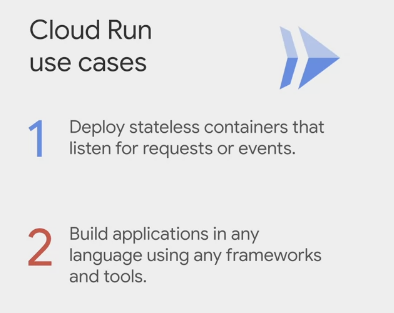 Cloud Run
use cases
1
Deploy stateless containers that
listen for requests or events.
2
Build applications in any
language using any frameworks
and tools.